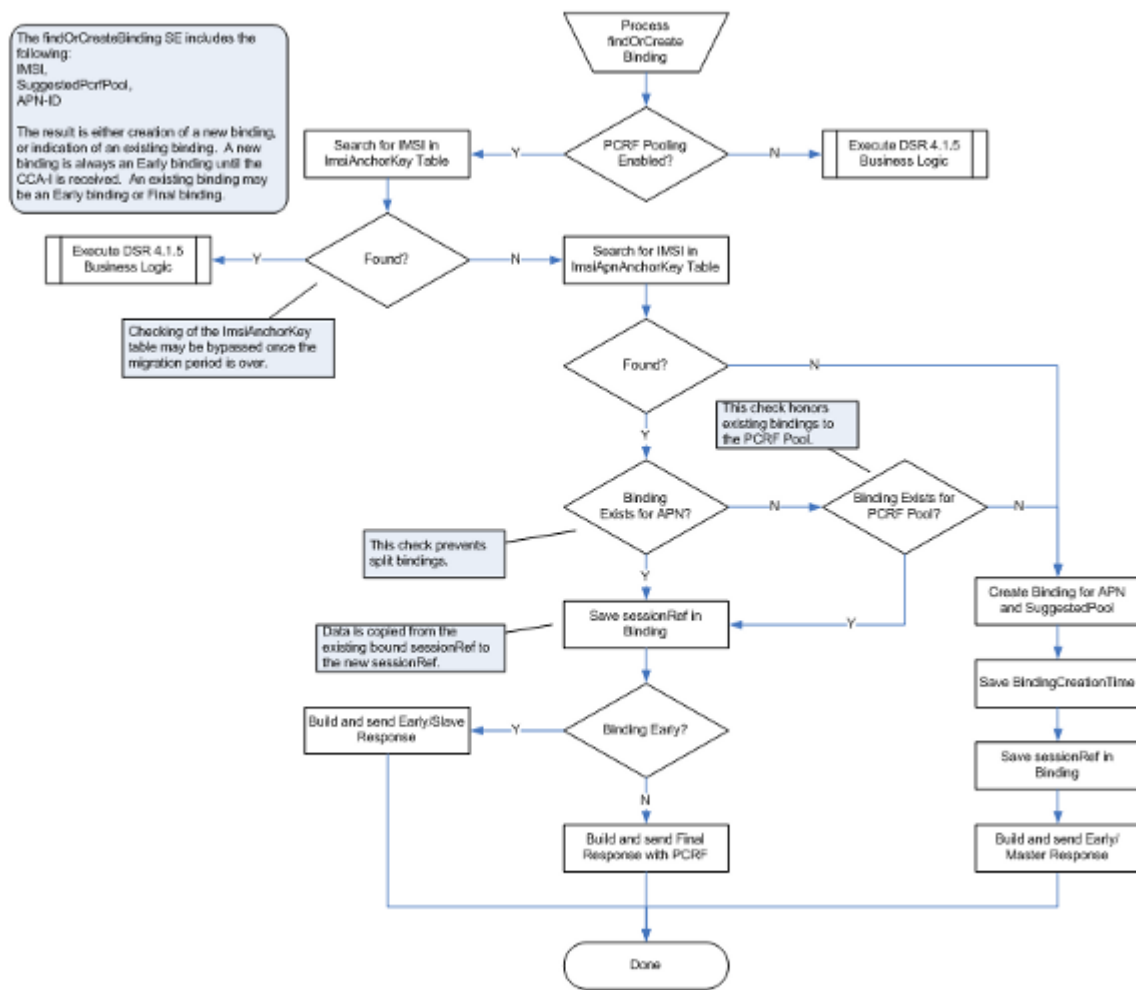 The findOrCreateBinding SE includes the
following:
IMSI,
SuggestedPcrfPool,
APN-ID
The result is either creation of a new binding,
or indication of an existing binding. A new
binding is always an Early binding until the
CCA-I is received. An existing binding may
be an Early binding or Final binding.
Process
findOrCreate
Binding
Search for IMSI in
ImsiAnchorKey Table
Y
PCRF Pooling
Enabled?
N
Execute DSR 4.1.5
Business Logic
Execute DSR 4.1.5
Business Logic
Y
Found?
N
Search for IMSI in
ImsiApnAnchorKey Table
Checking of the ImsiAnchorKey
table may be bypassed once the
migration period is over.
Found?
N
Y
This check honors
existing bindings to
the PCRF Pool.
Binding
Exists for APN?
N
Binding Exists for
PCRF Pool?
N
This check prevents
split bindings.
Y
Create Binding for APN
and SuggestedPool
Save sessionRef in
Binding
Y
Data is copied from the
existing bound sessionRef to
the new sessionRef.
Save BindingCreationTime
Build and send Early/Slave
Response
Y
Binding Early?
Save sessionRef in
Binding
N
Build and send Final
Response with PCRF
Build and send Early/
Master Response
Done